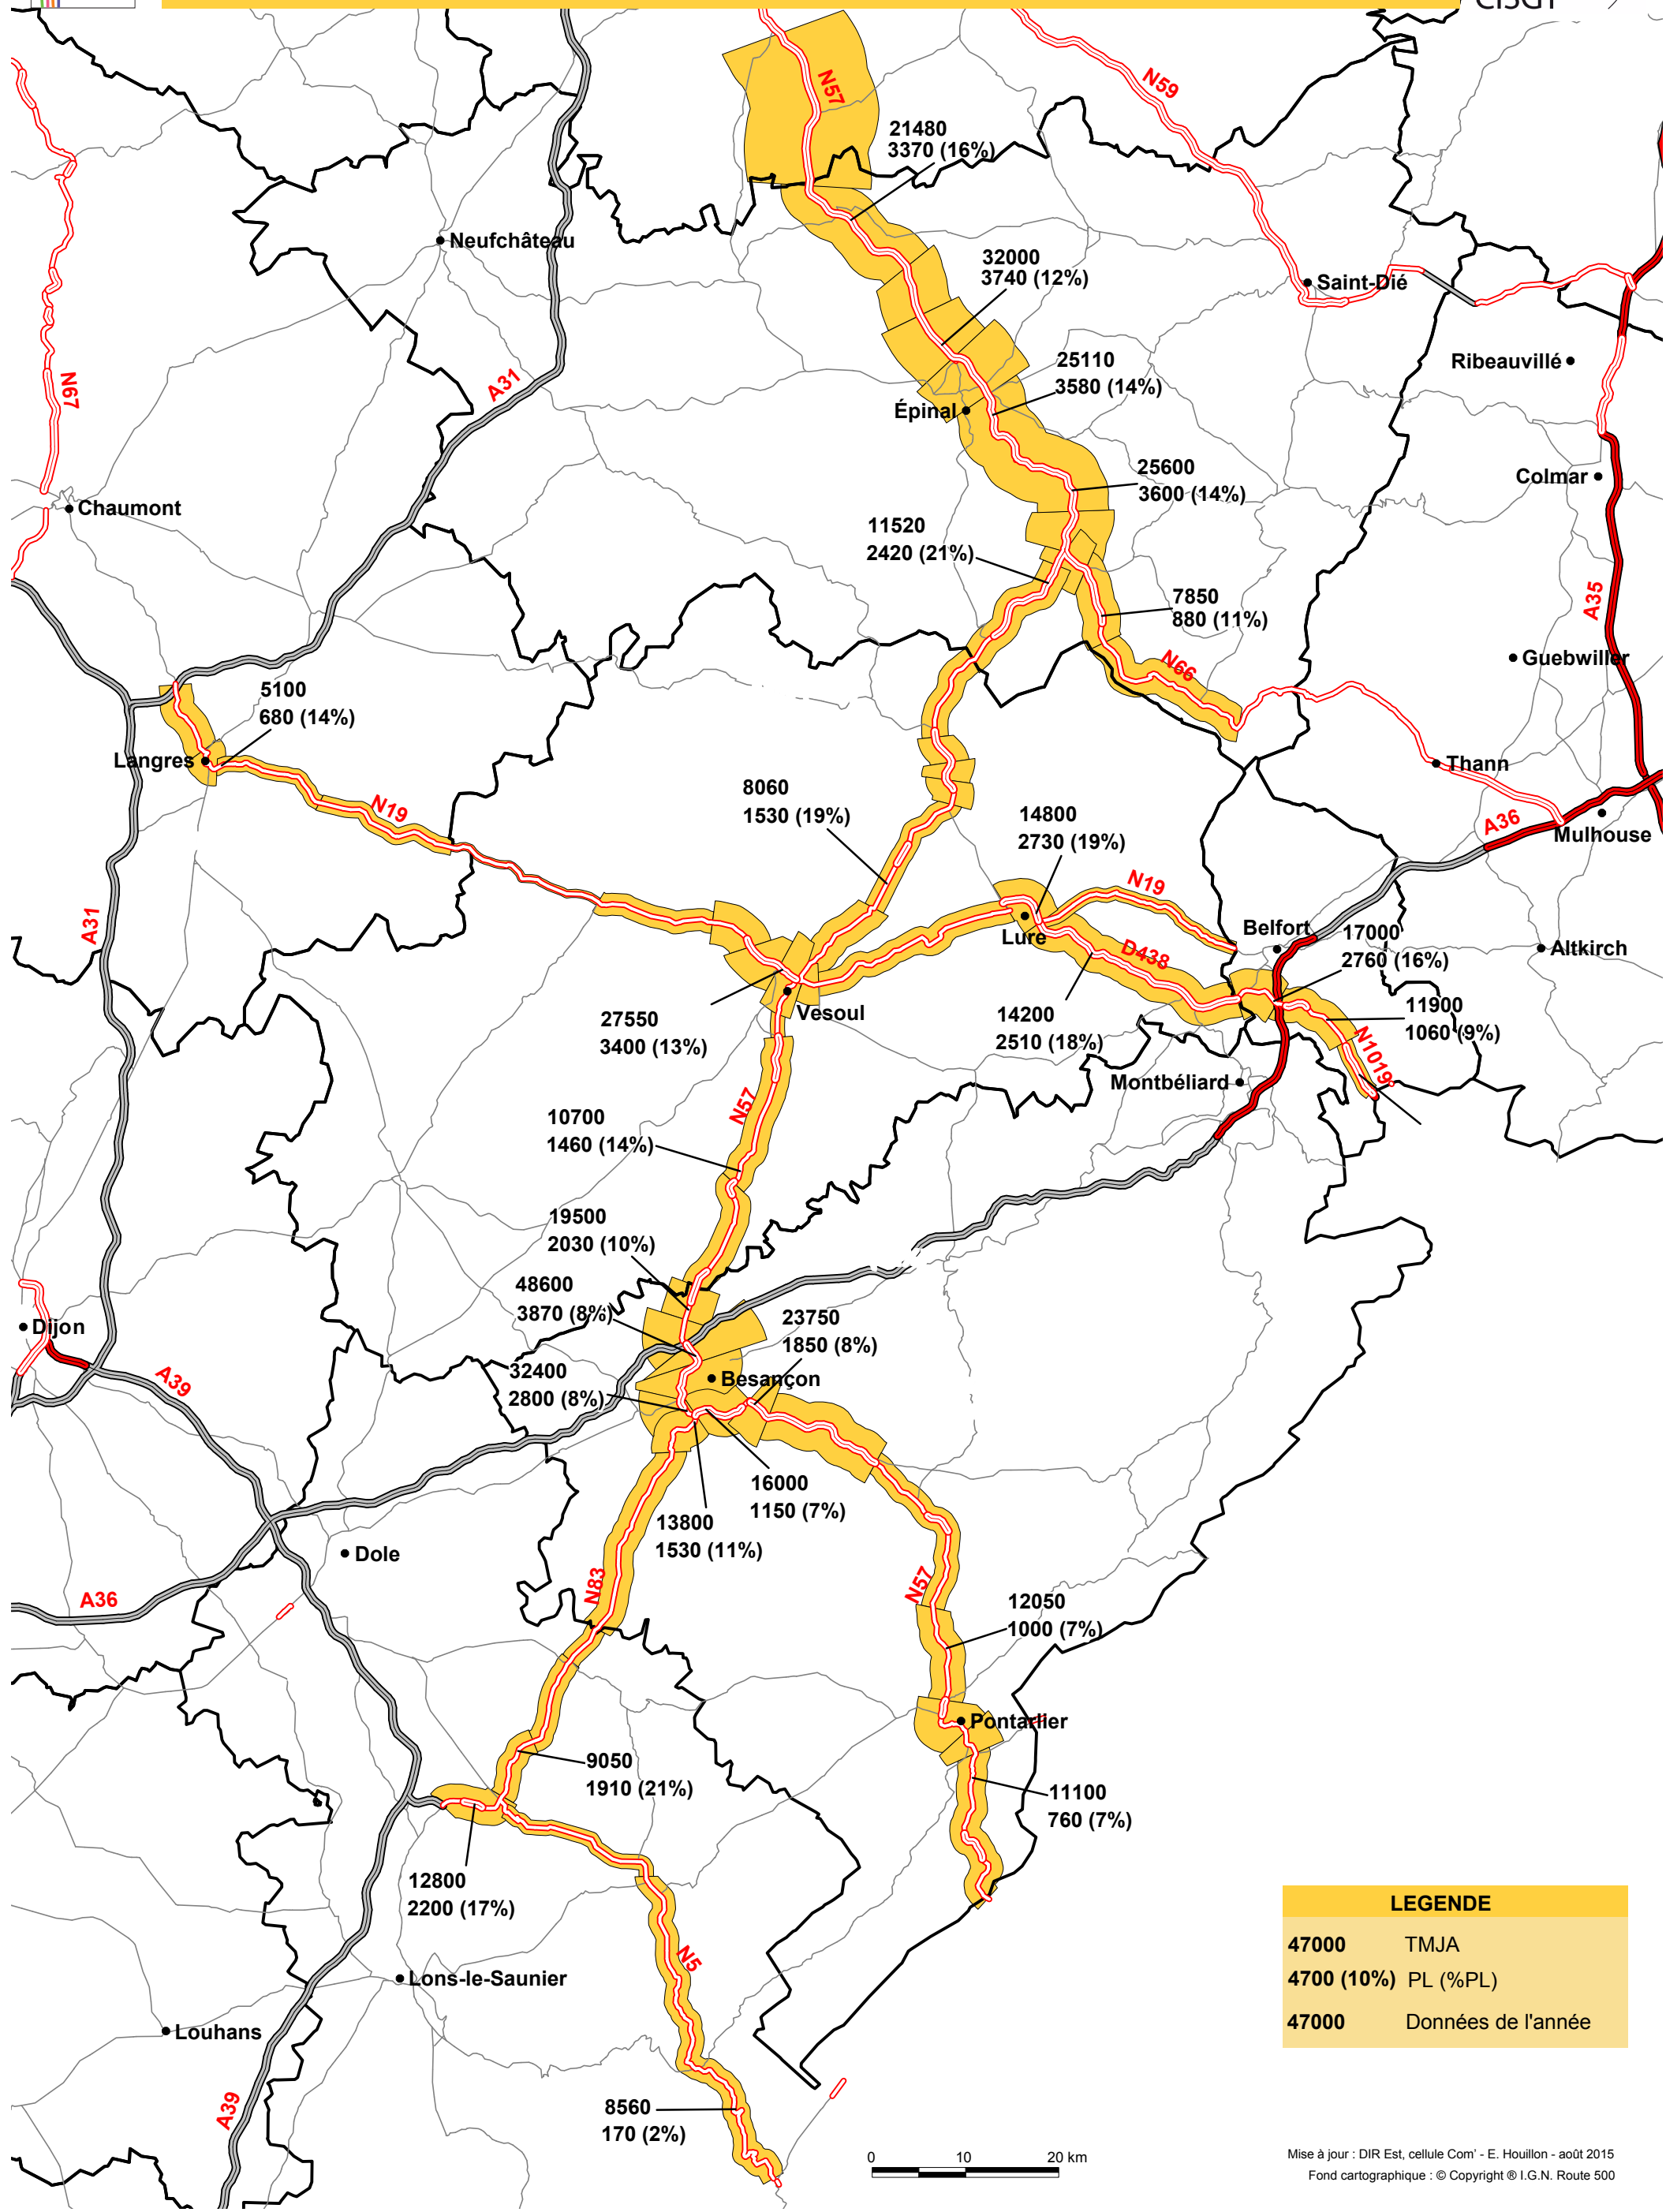 N57
N59
21480
3370 (16%)
Neufchâteau
32000
3740 (12%)
Saint-Dié
Ribeauvillé
25110
3580 (14%)
N67
A31
Épinal
25600
3600 (14%)
Colmar
Chaumont
11520
2420 (21%)
7850
880 (11%)
A35
Guebwiller
N66
5100
680 (14%)
Langres
Thann
N19
8060
1530 (19%)
14800
2730 (19%)
A36
Mulhouse
N19
A31
Lure
Belfort
17000
2760 (16%)
Altkirch
D438
Vesoul
27550
3400 (13%)
14200
2510 (18%)
11900
1060 (9%)
N1019
Montbéliard
N57
10700
1460 (14%)
19500
2030 (10%)
48600
3870 (8%)
23750
1850 (8%)
Dijon
A39
32400
2800 (8%)
Besançon
16000
1150 (7%)
13800
1530 (11%)
Dole
A36
N83
N57
12050
1000 (7%)
Pontarlier
9050
1910 (21%)
11100
760 (7%)
12800
2200 (17%)
N5
Lons-le-Saunier
Louhans
A39
8560
170 (2%)
LEGENDE
47000 TMJA
4700 (10%) PL (%PL)
47000 Données de l'année
0 10 20 km
Mise à jour : DIR Est, cellule Com' - E. Houillon - août 2015
Fond cartographique : © Copyright ® I.G.N. Route 500